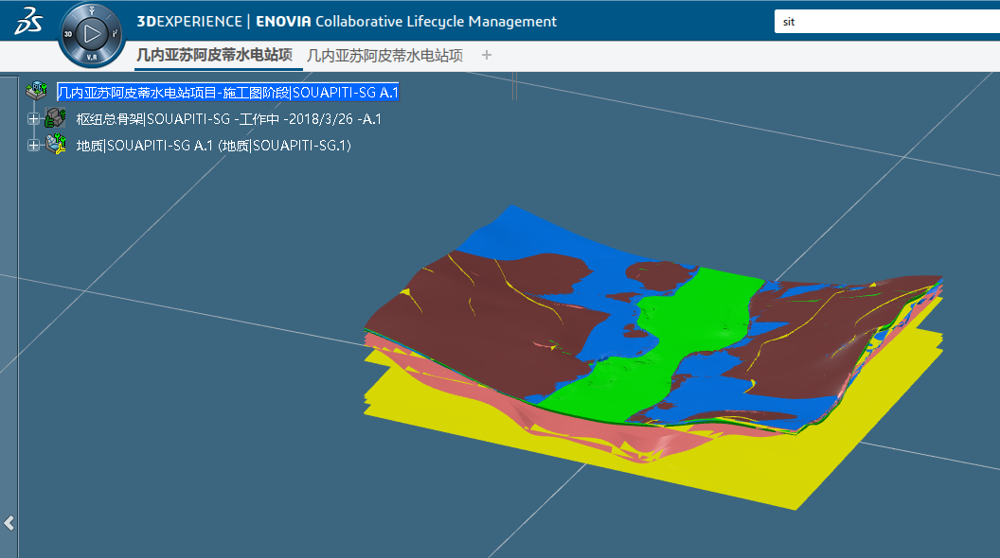 3DEXPERIENCE | ENOVIA Collaborative Lifecycle Management
sit
3D
V.R
几内亚苏阿皮蒂水电站项 几内亚苏阿皮蒂水电站项 +
几内亚苏阿皮蒂水电站项目-施工图阶段|SOUAPITI-SG A.1
枢纽总骨架|SOUAPITI-SG -工作中 -2018/3/26 -A.1
地质|SOUAPITI-SG A.1 (地质|SOUAPITI-SG.1)